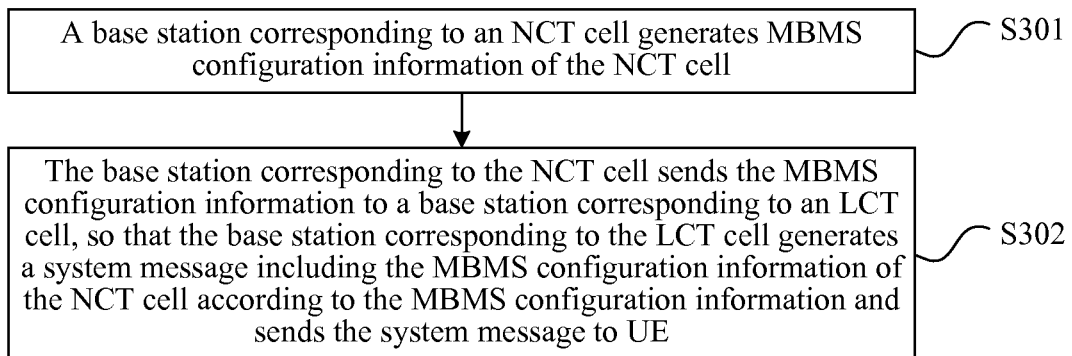 A base station corresponding to an NCT cell generates MBMS
configuration information of the NCT cell
S301
The base station corresponding to the NCT cell sends the MBMS
configuration information to a base station corresponding to an LCT
cell, so that the base station corresponding to the LCT cell generates
a system message including the MBMS configuration information of
the NCT cell according to the MBMS configuration information and
sends the system message to UE
S302